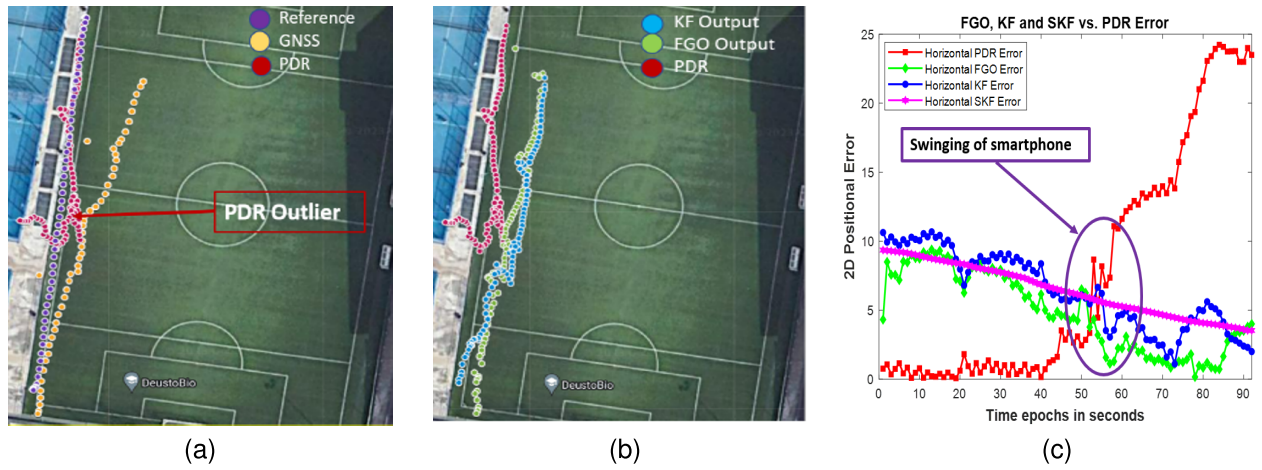 Reference
GNSS
PDR
PDR Outlier
DeustoBio
(a)
KF Output
FGO Output
PDR
DeustoBio
(b)
FGO, KF and SKF vs. PDR Error
Horizontal PDR Error
Horizontal FGO Error
Horizontal KF Error
Horizontal SKF Error
Swinging of smartphone
2D Positional Error
25
20
15
10
5
0
0 10 20 30 40 50 60 70 80 90
Time epochs in seconds
(c)